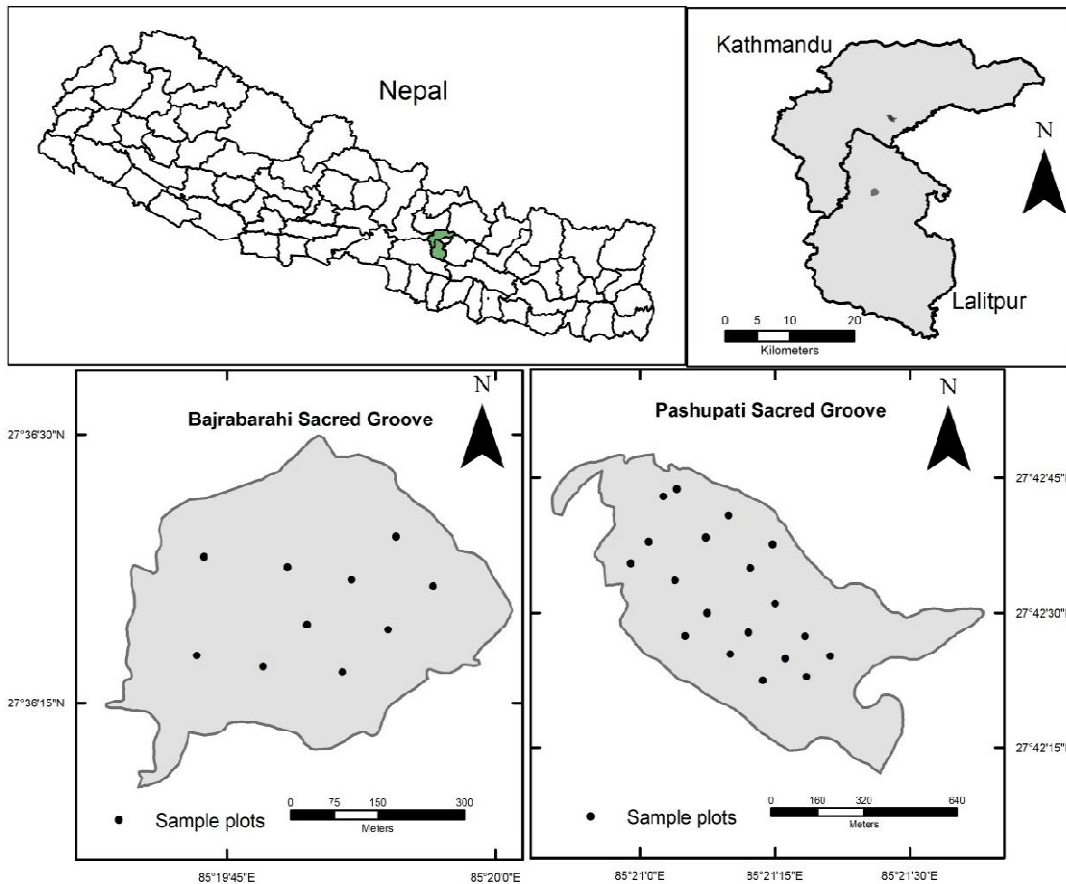 Nepal
Kathmandu
N
Lalitpur
0 5 10 20
Kilometers
N
Bajrabarahi Sacred Groove
27°36'30"N
27°36'15"N
0 75 150 300
Meters
Sample plots
85°19'45"E
85°20'0"E
N
Pashupati Sacred Groove
27°42'45"N
27°42'30"N
27°42'15"N
0 160 320 640
Meters
Sample plots
85°21'0"E
85°21'15"E
85°21'30"E